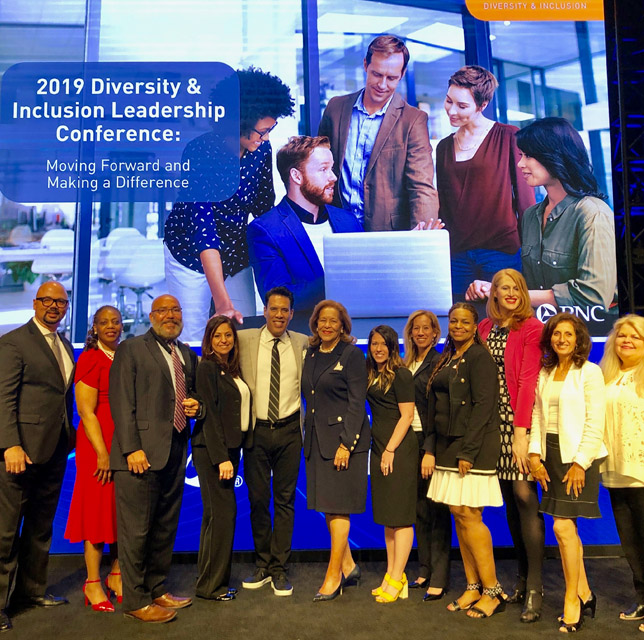 DIVERSITY & INCLUSION
2019 Diversity &
Inclusion Leadership
Conference:
Moving Forward and
Making a Difference
PNC
®